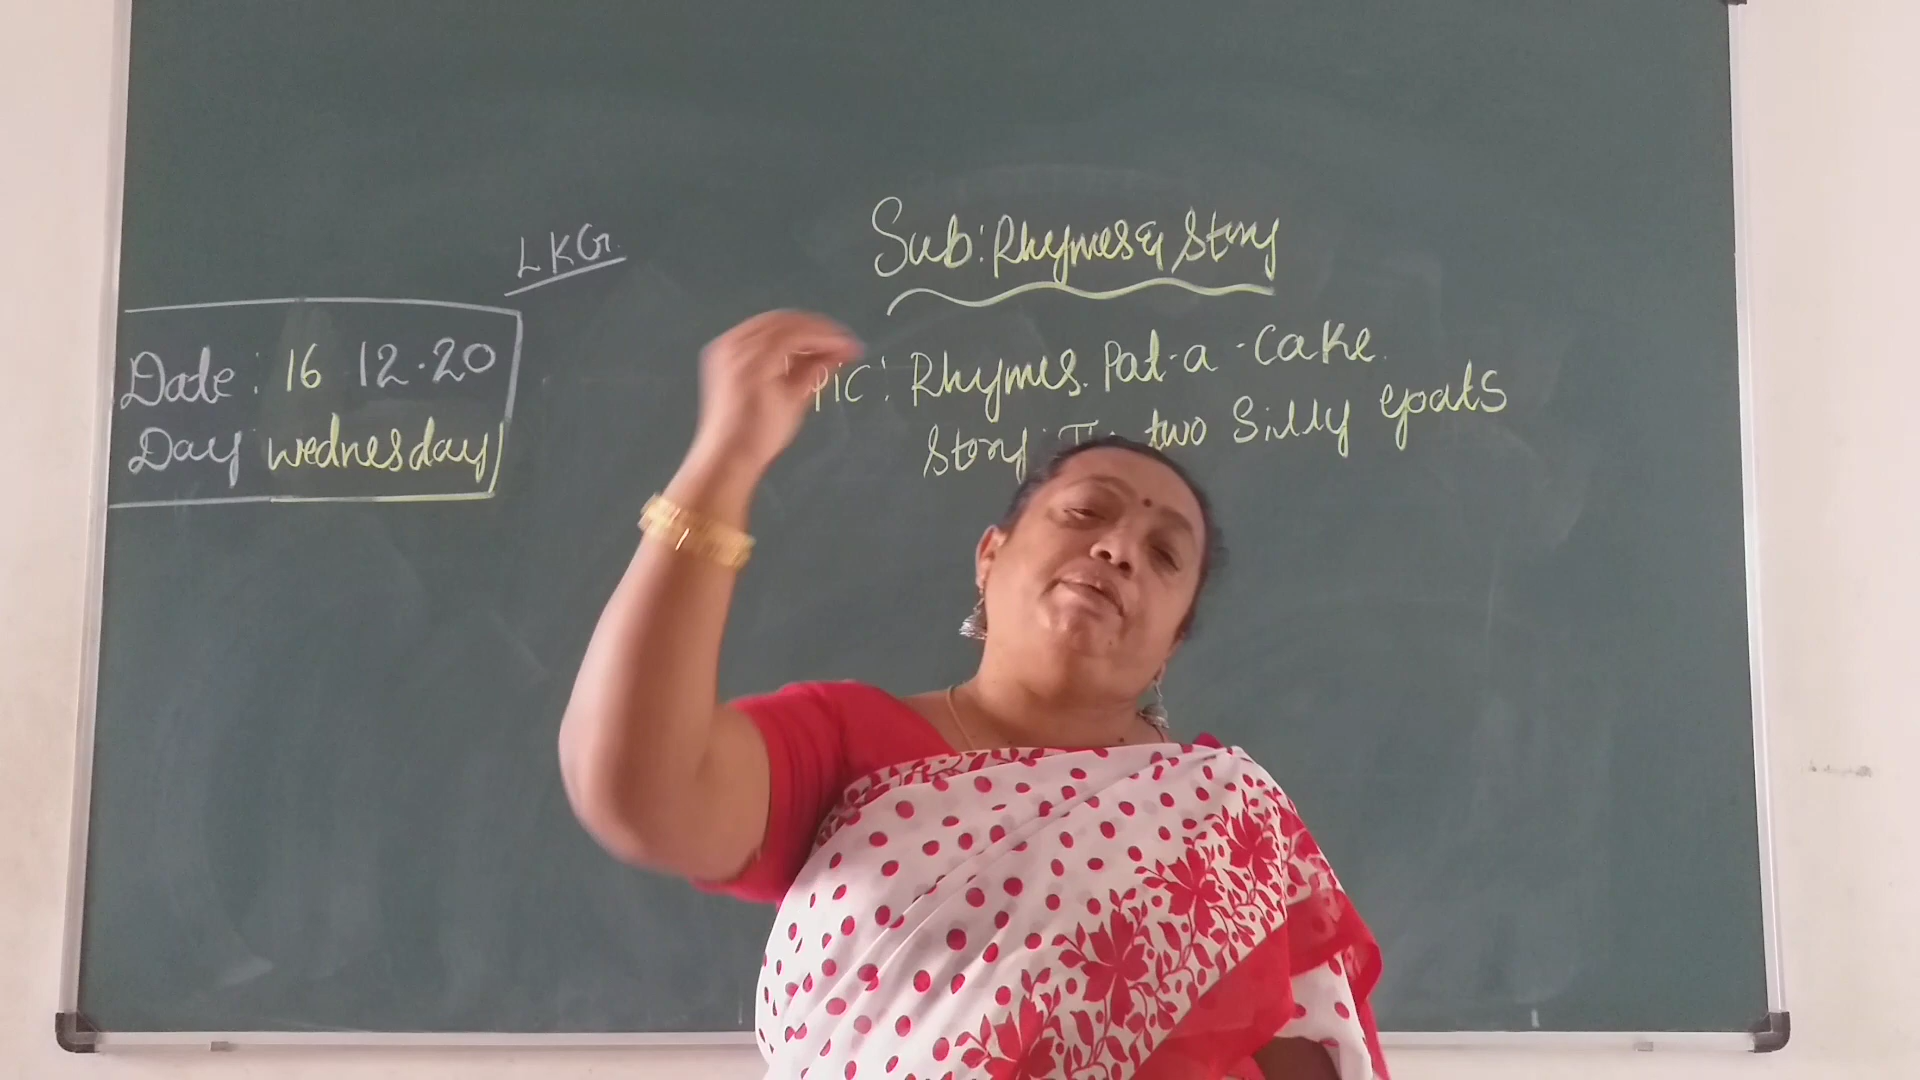 LKG.
Sub: Rhymes & Story
Date: 16 12.20
Day wednesday
pic: Rhymes. Pat-a-Cake.
Story: two Silly goats